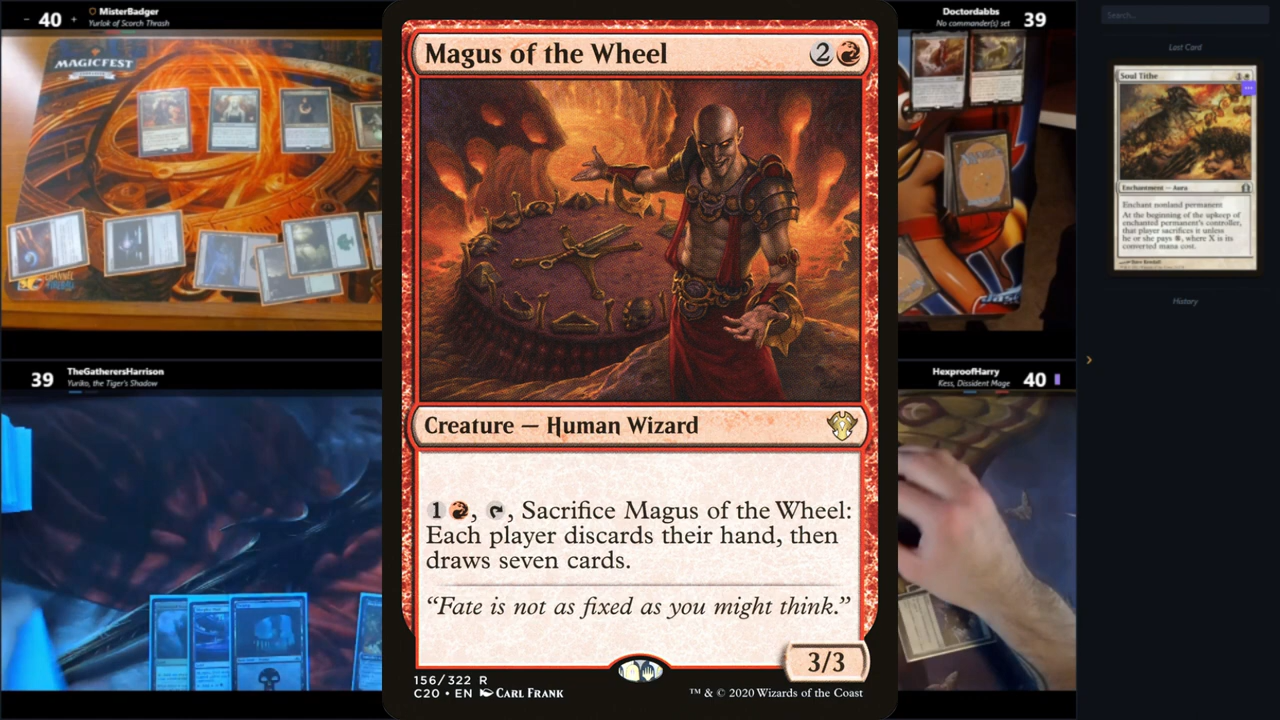 40
MisterBadger
Yurlok of Scorch Thrash
MAGICFEST
39
TheGatherersHarrison
Yuriko, the Tiger's Shadow
Magus of the Wheel
2
Creature — Human Wizard
1, , Sacrifice Magus of the Wheel:
Each player discards their hand, then
draws seven cards.
“Fate is not as fixed as you might think.”
3/3
156/322 R
C20 • EN CARL FRANK
™ & © 2020 Wizards of the Coast
Doctordabbs
No commander(s) set
39
HexproofHarry
Kess, Dissident Mage
40
Search...
Last Card
Soul Tithe
1
Enchantment — Aura
Enchant nonland permanent
At the beginning of the upkeep of
enchanted permanent's controller,
that player sacrifices it unless
he or she pays X, where X is its
converted mana cost.
History